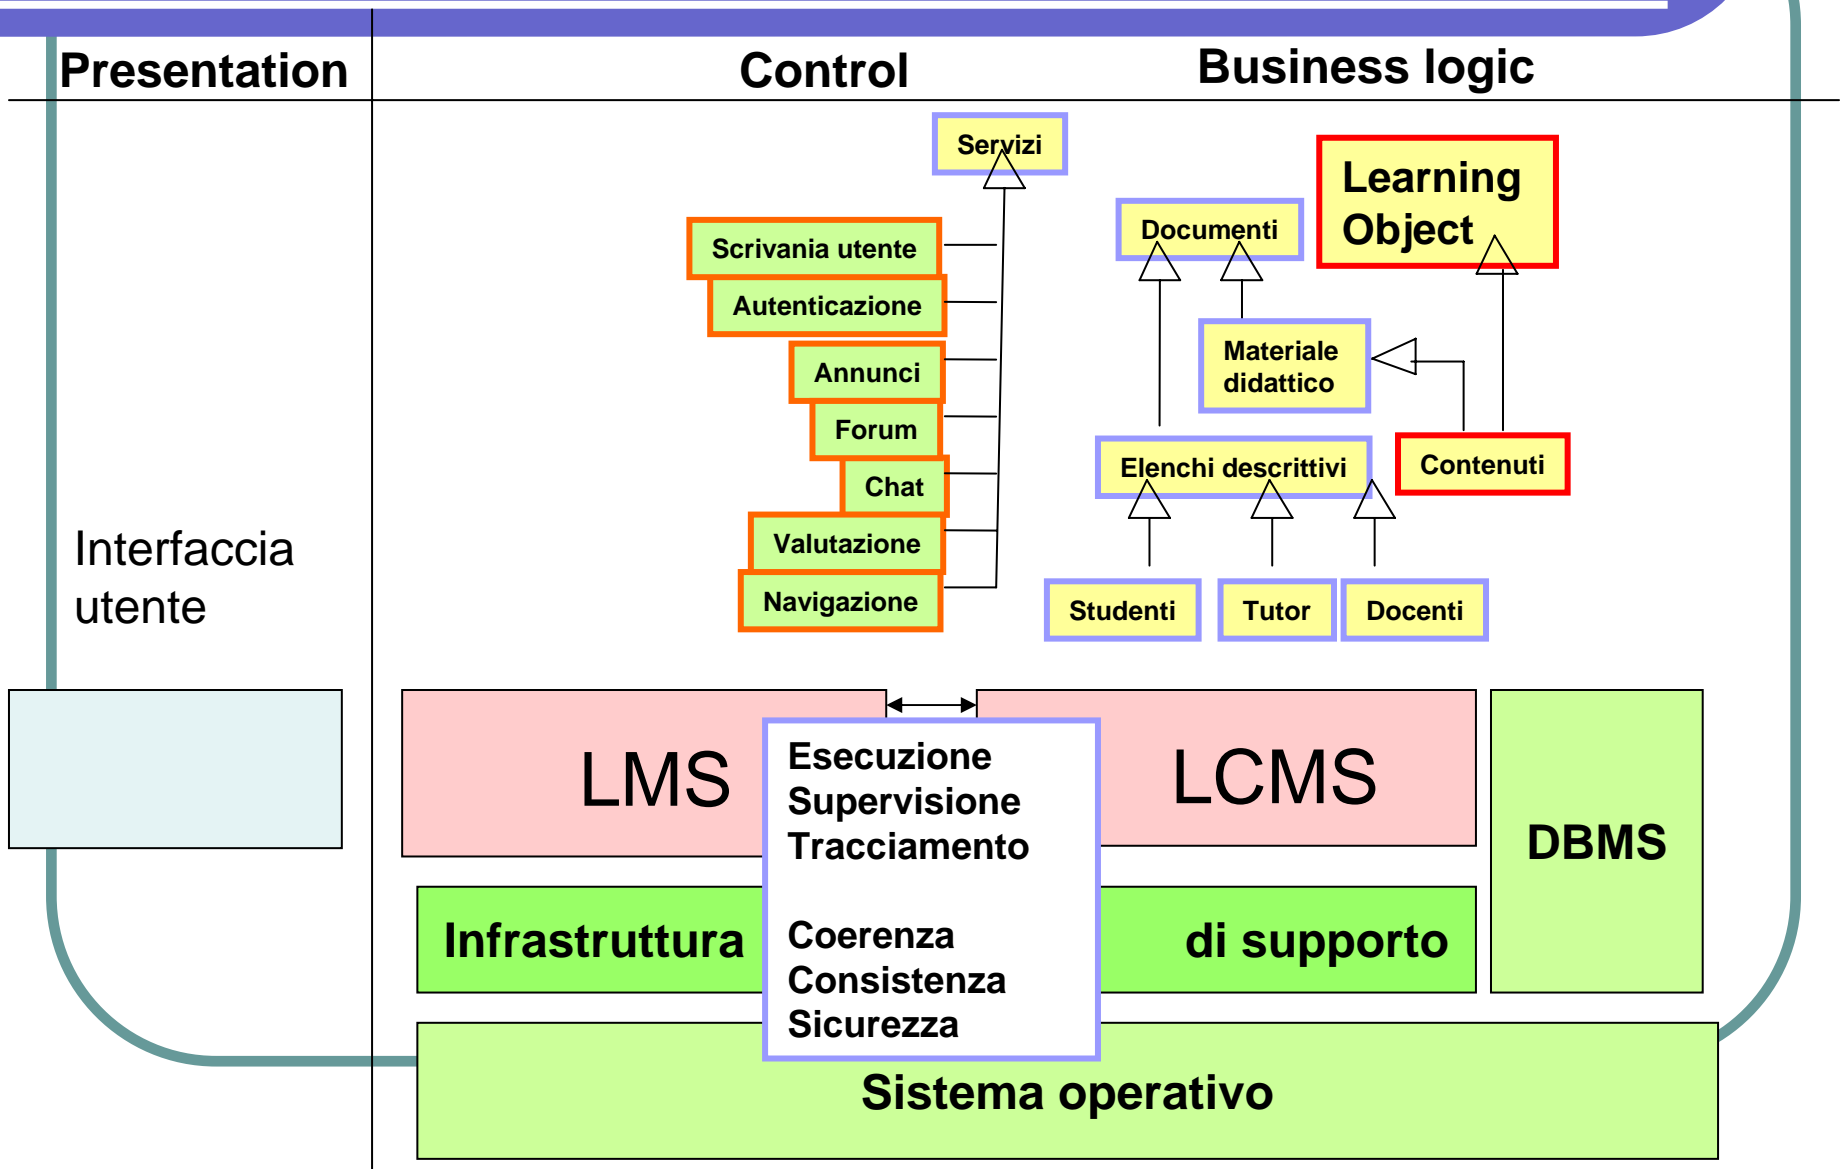 Presentation
Control
Business logic
Servizi
Scrivania utente
Autenticazione
Annunci
Forum
Chat
Valutazione
Navigazione
Documenti
Learning
Object
Materiale
didattico
Elenchi descrittivi
Contenuti
Studenti
Tutor
Docenti
Interfaccia
utente
LMS
LCMS
Esecuzione
Supervisione
Tracciamento
Coerenza
Consistenza
Sicurezza
DBMS
Infrastruttura
di supporto
Sistema operativo